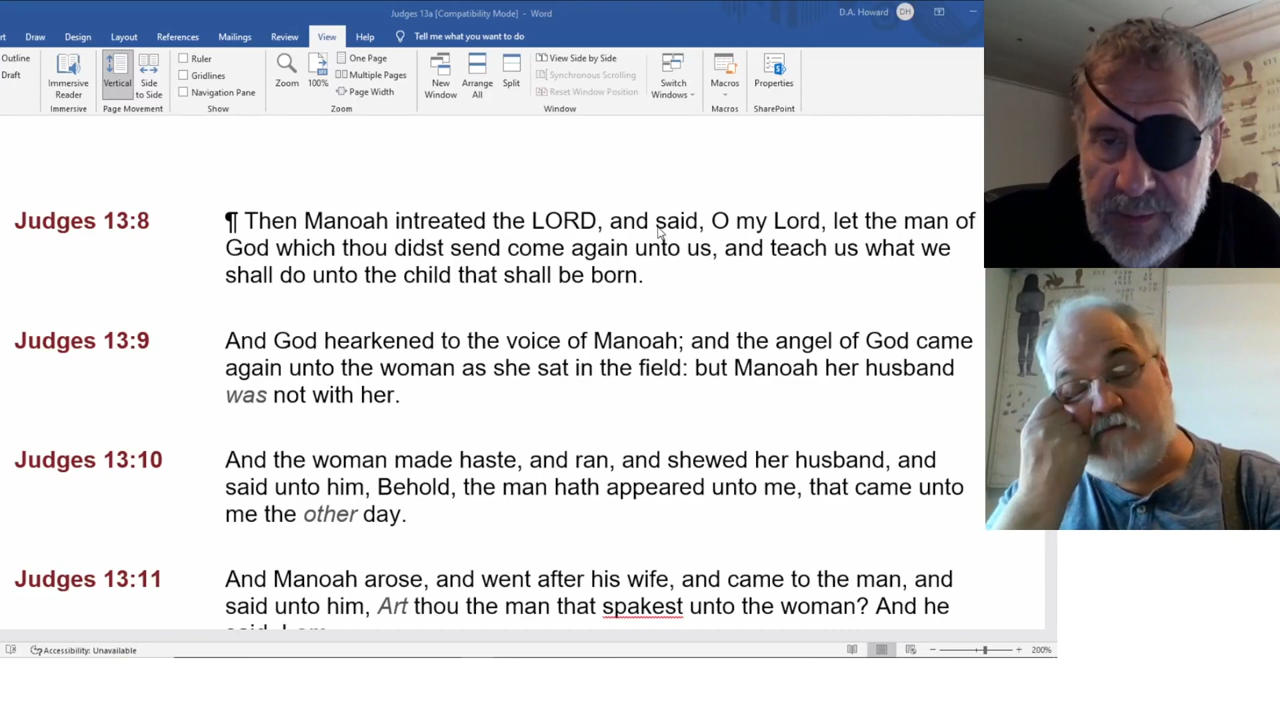 Judges 13a [Compatibility Mode] - Word
D.A. Howard DH
rt Draw Design Layout References Mailings Review View Help Tell me what you want to do
Outline
Draft
Immersive
Reader
Immersive
Vertical
Side
to Side
Page Movement
Ruler
Gridlines
Navigation Pane
Show
Zoom
100%
One Page
Multiple Pages
Page Width
Zoom
New
Window
Arrange
All
Split
View Side by Side
Synchronous Scrolling
Reset Window Position
Window
Switch
Windows
Macros
Macros
Properties
SharePoint
Judges 13:8 ¶ Then Manoah intreated the LORD, and said, O my Lord, let the man of
God which thou didst send come again unto us, and teach us what we
shall do unto the child that shall be born.
Judges 13:9 And God hearkened to the voice of Manoah; and the angel of God came
again unto the woman as she sat in the field: but Manoah her husband
was not with her.
Judges 13:10 And the woman made haste, and ran, and shewed her husband, and
said unto him, Behold, the man hath appeared unto me, that came unto
me the other day.
Judges 13:11 And Manoah arose, and went after his wife, and came to the man, and
said unto him, Art thou the man that spakest unto the woman? And he
Accessibility: Unavailable 200%